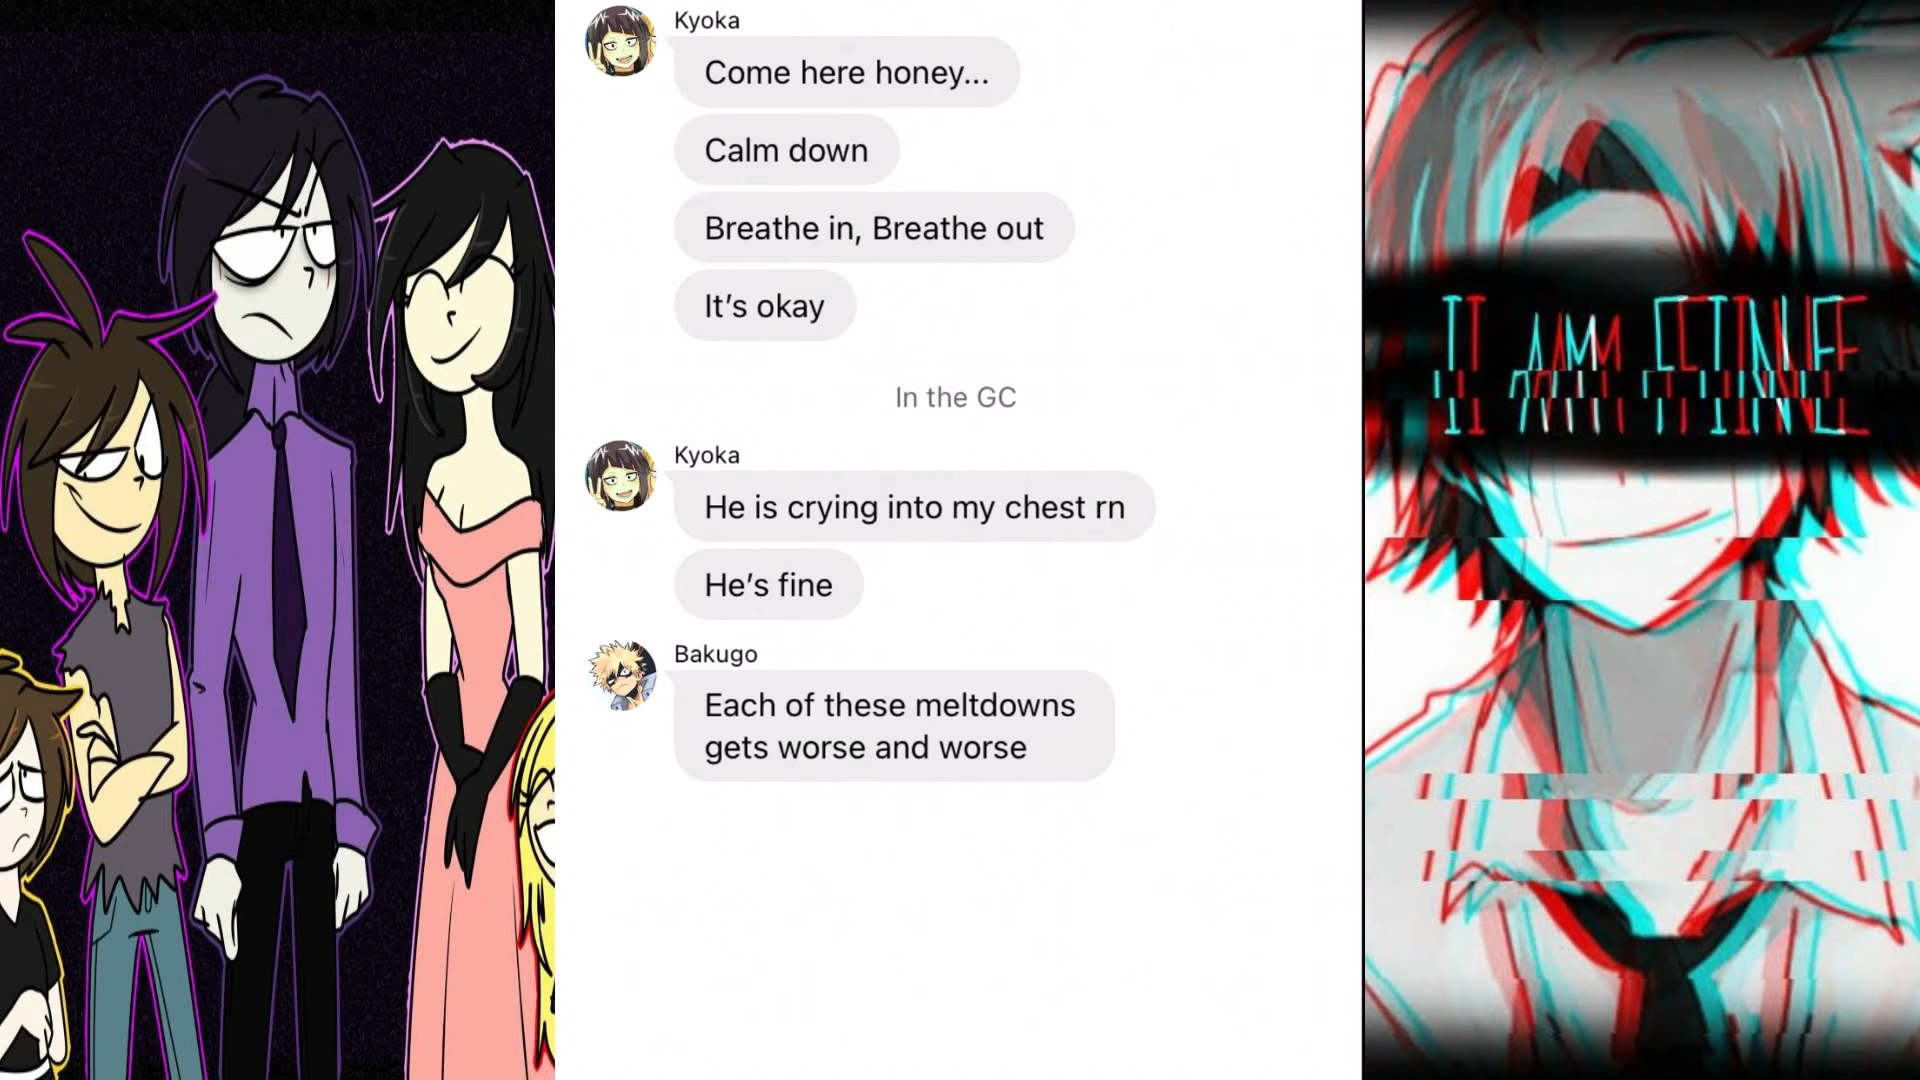 Kyoka
Come here honey...
Calm down
Breathe in, Breathe out
It’s okay
In the GC
Kyoka
He is crying into my chest rn
He’s fine
Bakugo
Each of these meltdowns
gets worse and worse
I AM FINE